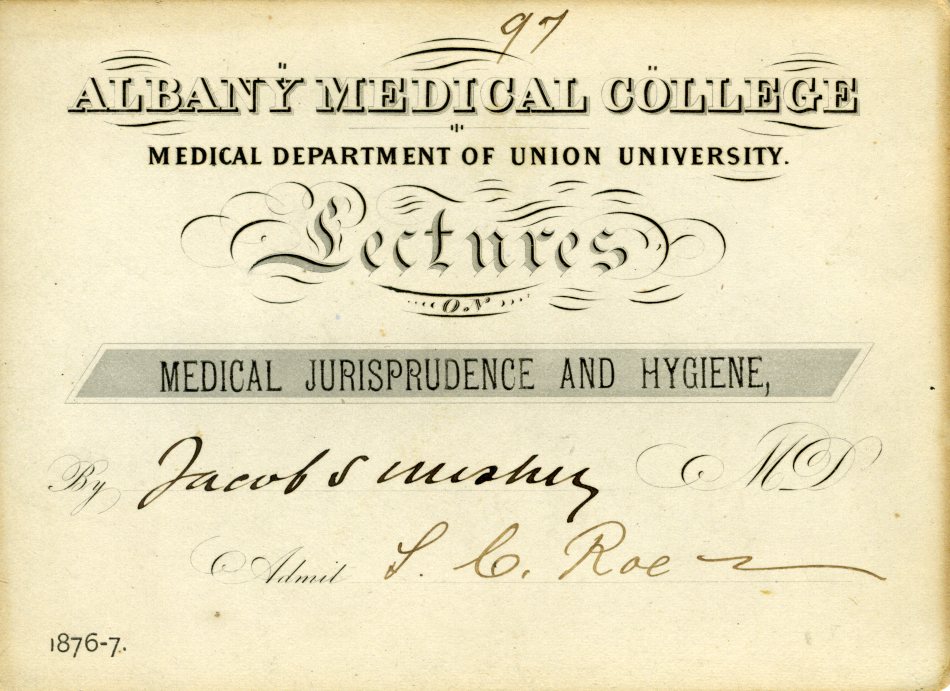 97
ALBANY MEDICAL COLLEGE
MEDICAL DEPARTMENT OF UNION UNIVERSITY.
Lectures
ON
MEDICAL JURISPRUDENCE AND HYGIENE,
By Jacob S Mosher MD
Admit S. C. Roe
1876-7.